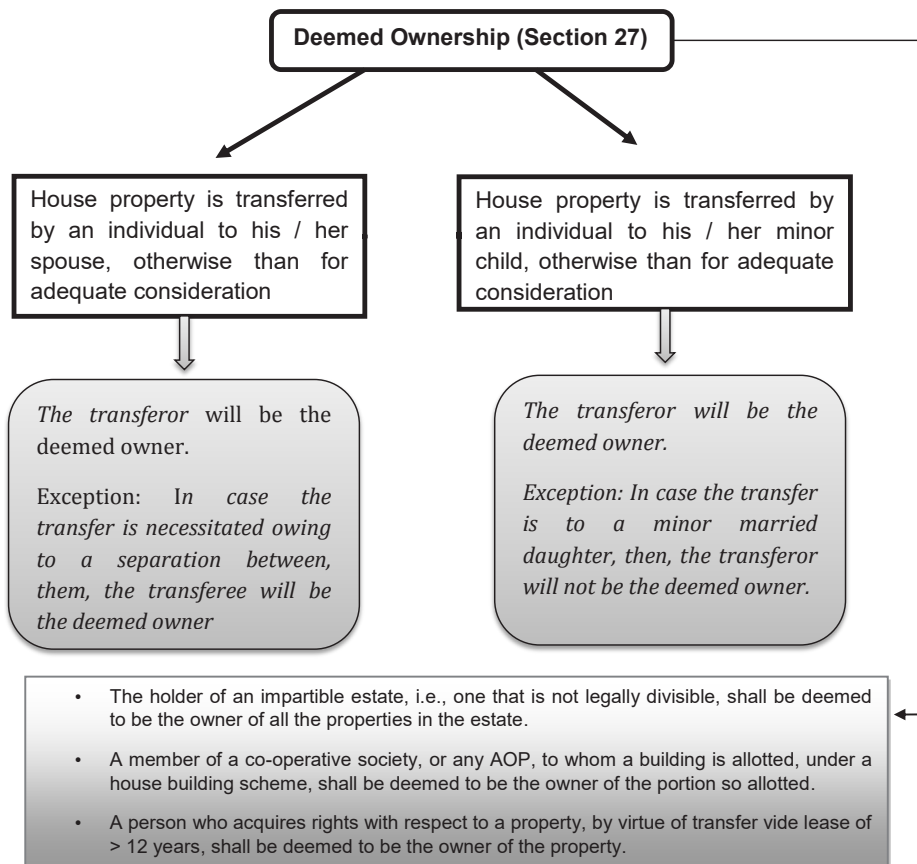 Deemed Ownership (Section 27)
House property is transferred
by an individual to his / her
spouse, otherwise than for
adequate consideration
House property is transferred by
an individual to his / her minor
child, otherwise than for adequate
consideration
The transferor will be the
deemed owner.
Exception: In case the
transfer is necessitated owing
to a separation between,
them, the transferee will be
the deemed owner
The transferor will be the
deemed owner.
Exception: In case the transfer
is to a minor married
daughter, then, the transferor
will not be the deemed owner.
• The holder of an impartible estate, i.e., one that is not legally divisible, shall be deemed
to be the owner of all the properties in the estate.
• A member of a co-operative society, or any AOP, to whom a building is allotted, under a
house building scheme, shall be deemed to be the owner of the portion so allotted.
• A person who acquires rights with respect to a property, by virtue of transfer vide lease of
> 12 years, shall be deemed to be the owner of the property.